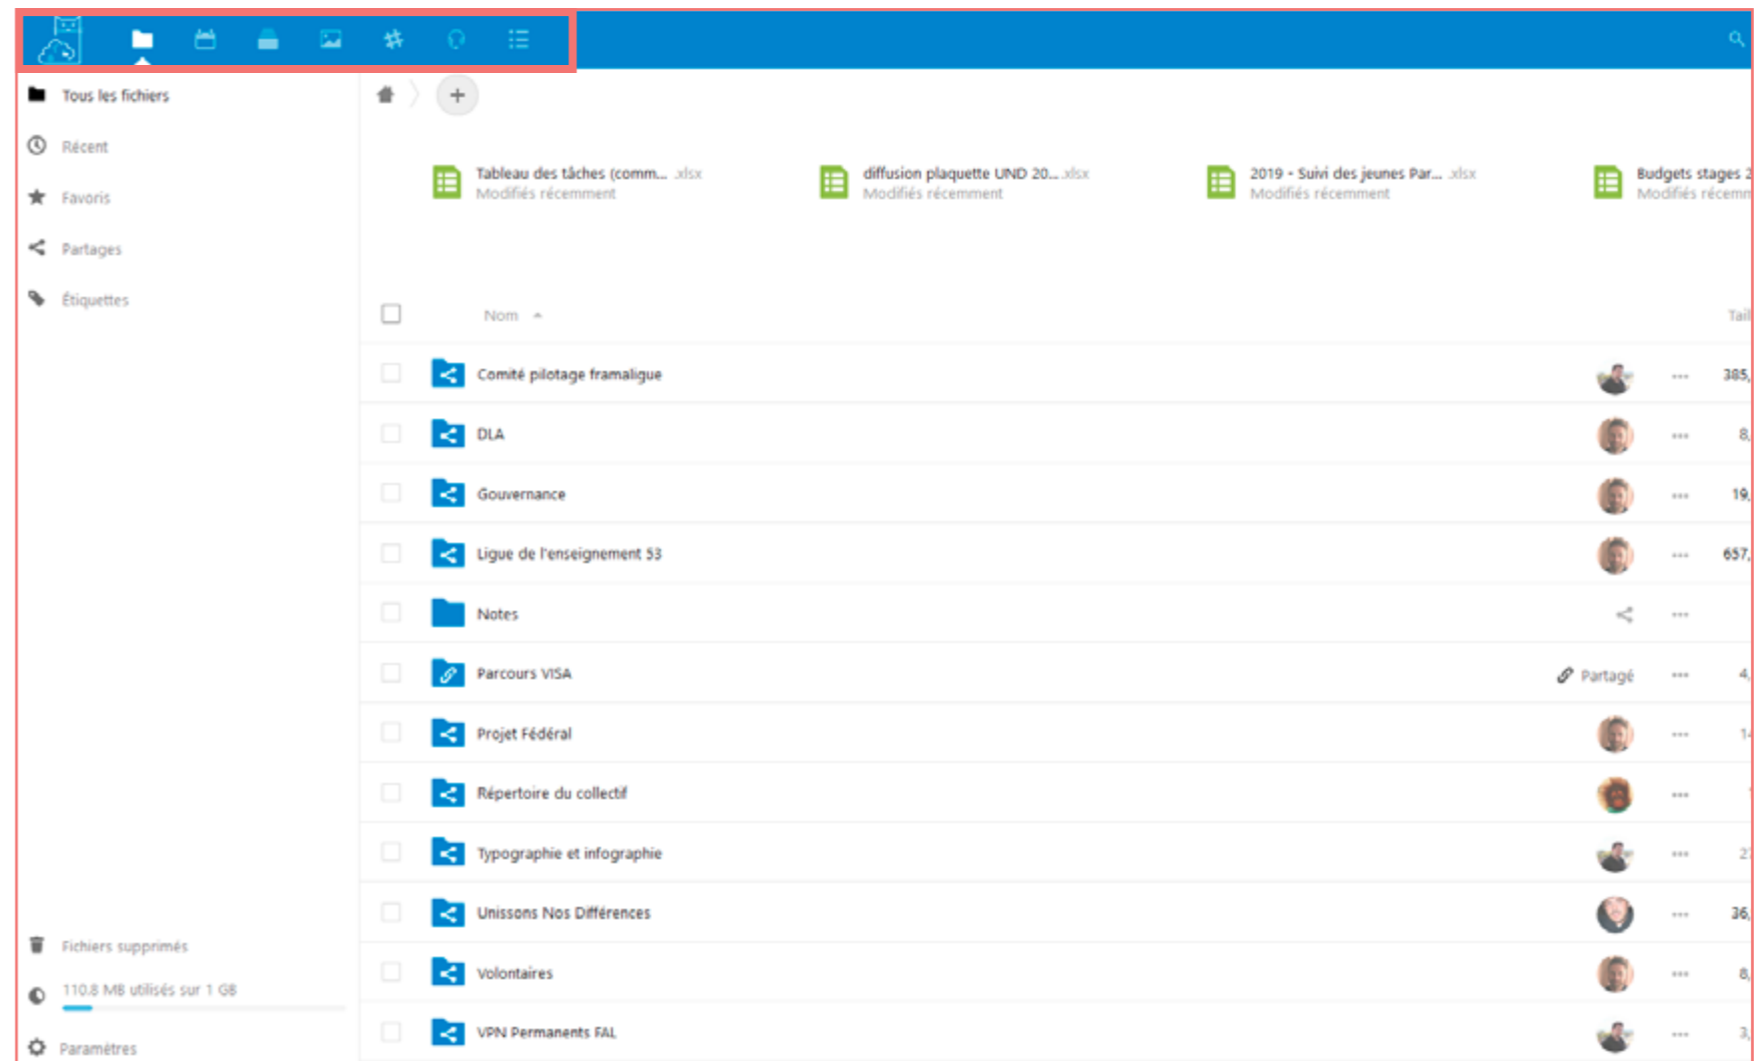 Tous les fichiers
Récent
Favoris
Partages
Étiquettes
Fichiers supprimés
110.8 MB utilisés sur 1 GB
Paramètres
+
Tableau des tâches (comm... .xlsx
Modifiés récemment
diffusion plaquette UND 20... .xlsx
Modifiés récemment
2019 - Suivi des jeunes Par... .xlsx
Modifiés récemment
Budgets stages 2
Modifiés récemm
Nom Tail
Comité pilotage framaligue ... 385,
DLA ... 8,
Gouvernance ... 19,
Ligue de l'enseignement 53 ... 657,
Notes ...
Parcours VISA Partagé ... 4,
Projet Fédéral ... 14
Répertoire du collectif ...
Typographie et infographie ... 27
Unissons Nos Différences ... 36,
Volontaires ... 8,
VPN Permanents FAL ... 3,